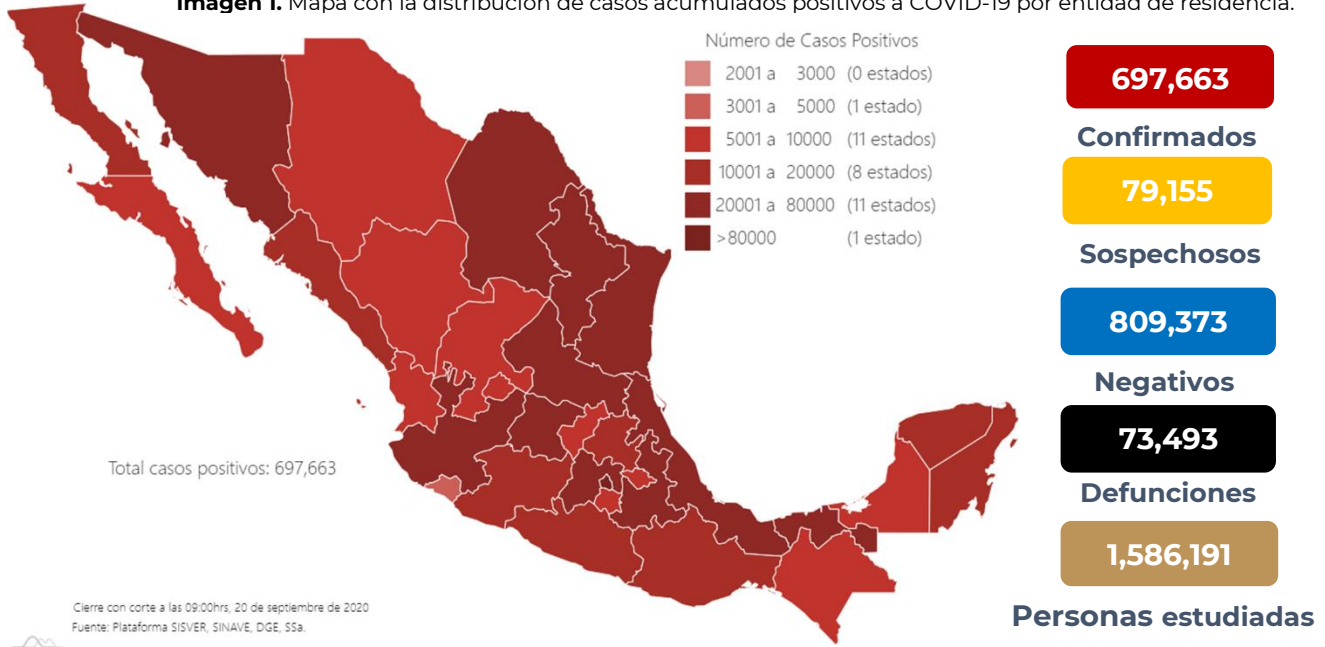 Imagen 1. Mapa con la distribución de casos acumulados positivos a COVID-19 por entidad de residencia.
Número de Casos Positivos
2001 a 3000 (0 estados)
3001 a 5000 (1 estado)
5001 a 10000 (11 estados)
10001 a 20000 (8 estados)
20001 a 80000 (11 estados)
>80000 (1 estado)
697,663
Confirmados
79,155
Sospechosos
809,373
Negativos
73,493
Defunciones
1,586,191
Personas estudiadas
Total casos positivos: 697,663
Cierre con corte a las 09:00hrs, 20 de septiembre de 2020
Fuente: Plataforma SISVER, SINAVE, DGE, SSa.